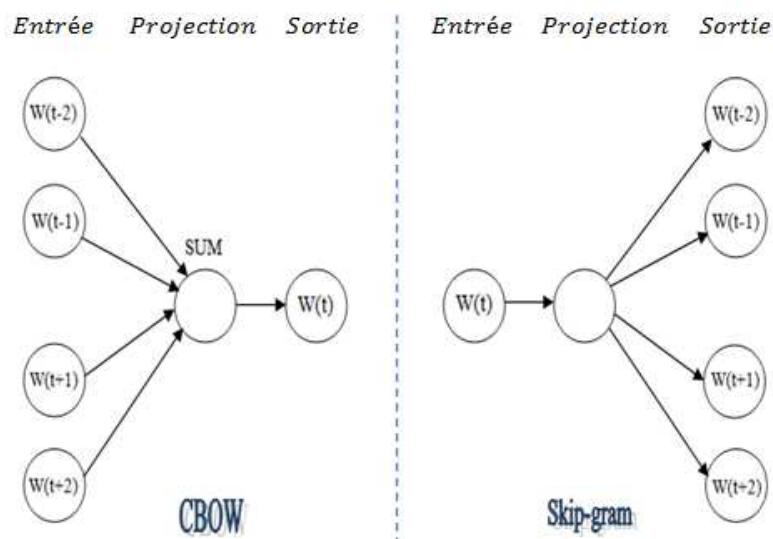 Entrée Projection Sortie
W(t-2)
W(t-1)
SUM
W(t)
W(t+1)
W(t+2)
CBOW
Entrée Projection Sortie
W(t-2)
W(t-1)
W(t)
W(t+1)
W(t+2)
Skip-gram